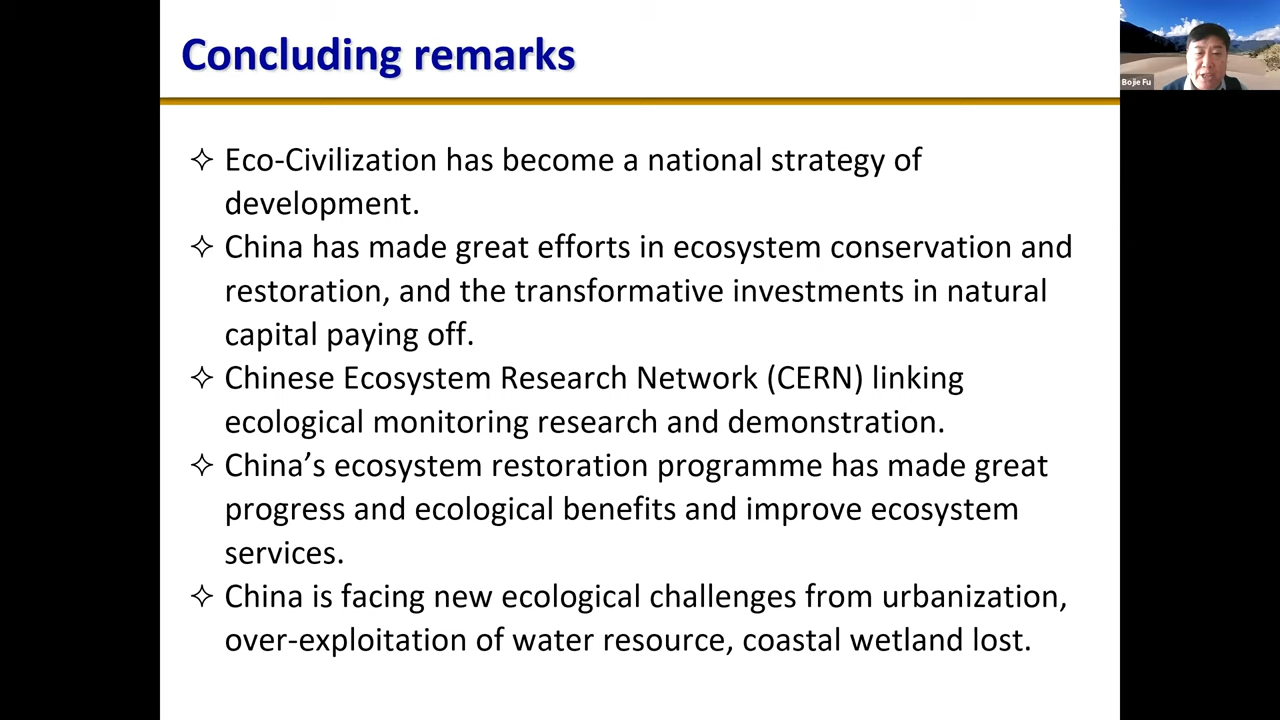 Concluding remarks
Bojie Fu
✧ Eco-Civilization has become a national strategy of
development.
✧ China has made great efforts in ecosystem conservation and
restoration, and the transformative investments in natural
capital paying off.
✧ Chinese Ecosystem Research Network (CERN) linking
ecological monitoring research and demonstration.
✧ China’s ecosystem restoration programme has made great
progress and ecological benefits and improve ecosystem
services.
✧ China is facing new ecological challenges from urbanization,
over-exploitation of water resource, coastal wetland lost.